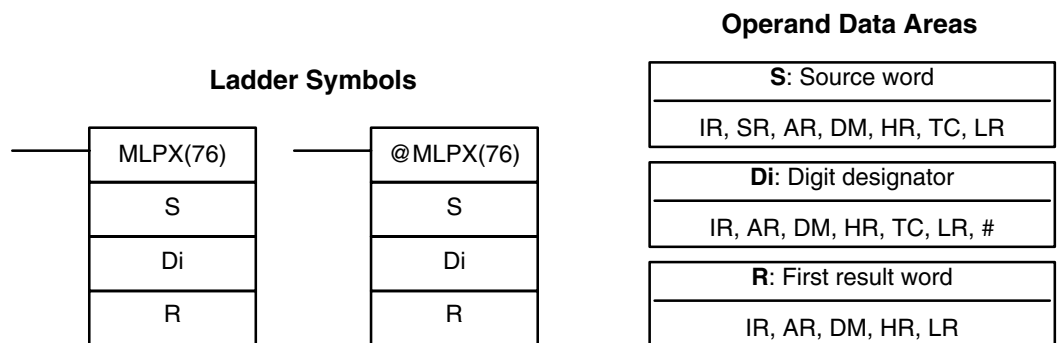 Ladder Symbols
MLPX(76)
S
Di
R
@MLPX(76)
S
Di
R
Operand Data Areas
S: Source word
IR, SR, AR, DM, HR, TC, LR
Di: Digit designator
IR, AR, DM, HR, TC, LR, #
R: First result word
IR, AR, DM, HR, LR